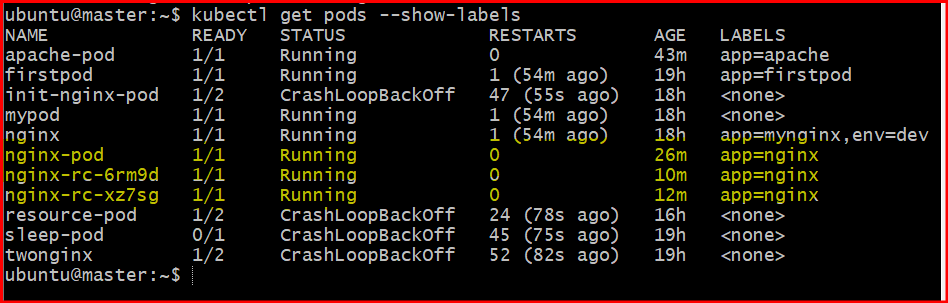 ubuntu@master:~$ kubectl get pods --show-labels
NAME READY STATUS RESTARTS AGE LABELS
apache-pod 1/1 Running 0 43m app=apache
firstpod 1/1 Running 1 (54m ago) 19h app=firstpod
init-nginx-pod 1/2 CrashLoopBackOff 47 (55s ago) 18h <none>
mypod 1/1 Running 1 (54m ago) 18h <none>
nginx 1/1 Running 1 (54m ago) 18h app=mynginx,env=dev
nginx-pod 1/1 Running 0 26m app=nginx
nginx-rc-6rm9d 1/1 Running 0 10m app=nginx
nginx-rc-xz7sg 1/1 Running 0 12m app=nginx
resource-pod 1/2 CrashLoopBackOff 24 (78s ago) 16h <none>
sleep-pod 0/1 CrashLoopBackOff 45 (75s ago) 19h <none>
twonginx 1/2 CrashLoopBackOff 52 (82s ago) 19h <none>
ubuntu@master:~$